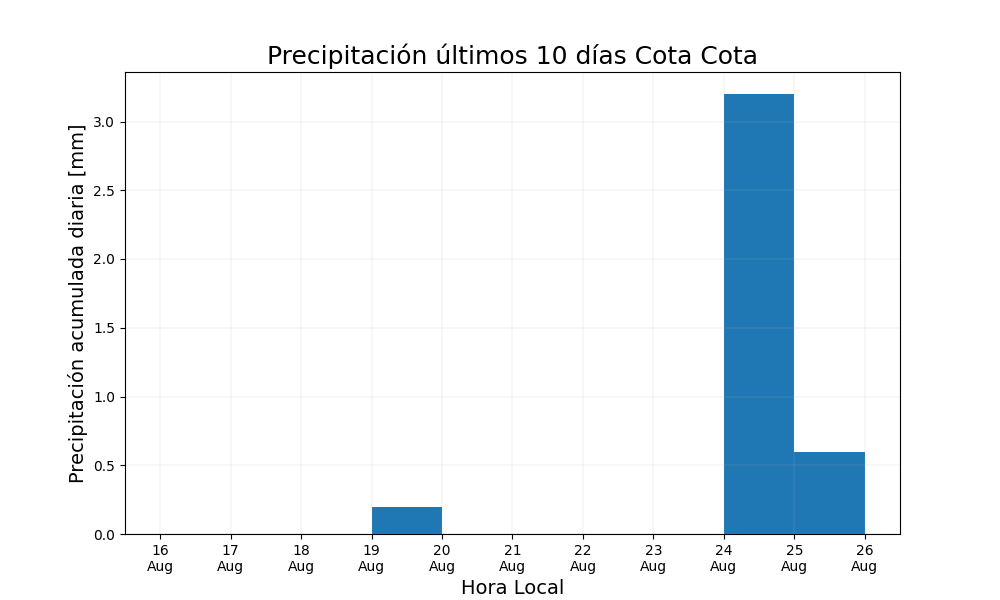 Precipitación últimos 10 días Cota Cota
Precipitación acumulada diaria [mm]
3.0
2.5
2.0
1.5
1.0
0.5
0.0
16 17 18 19 20 21 22 23 24 25 26
Aug Aug Aug Aug Aug Aug Aug Aug Aug Aug Aug
Hora Local